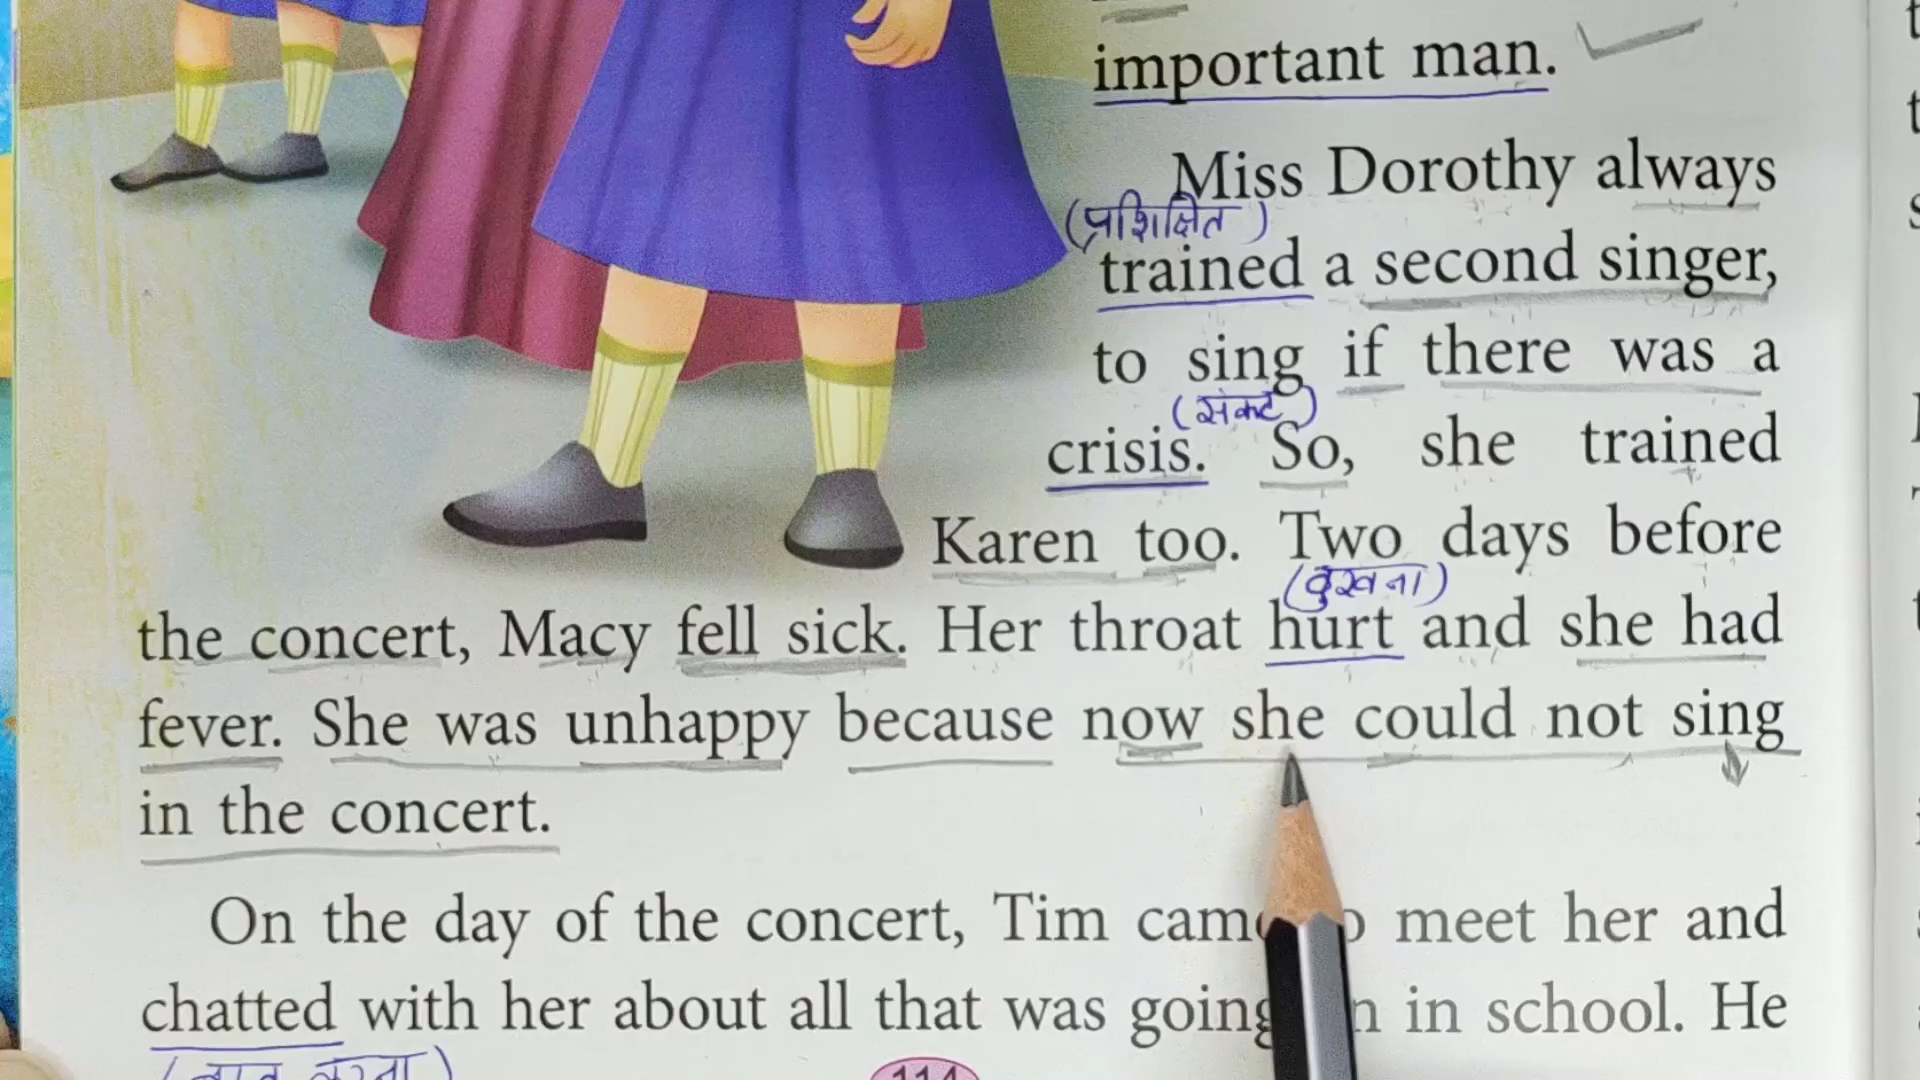 important man.
Miss Dorothy always
(प्रशिक्षित)
trained a second singer,
to sing if there was a
(संकट)
crisis. So, she trained
Karen too. Two days before
(दुखना)
the concert, Macy fell sick. Her throat hurt and she had
fever. She was unhappy because now she could not sing
in the concert.
On the day of the concert, Tim came meet her and
chatted with her about all that was going in school. He
(बात करना)
114